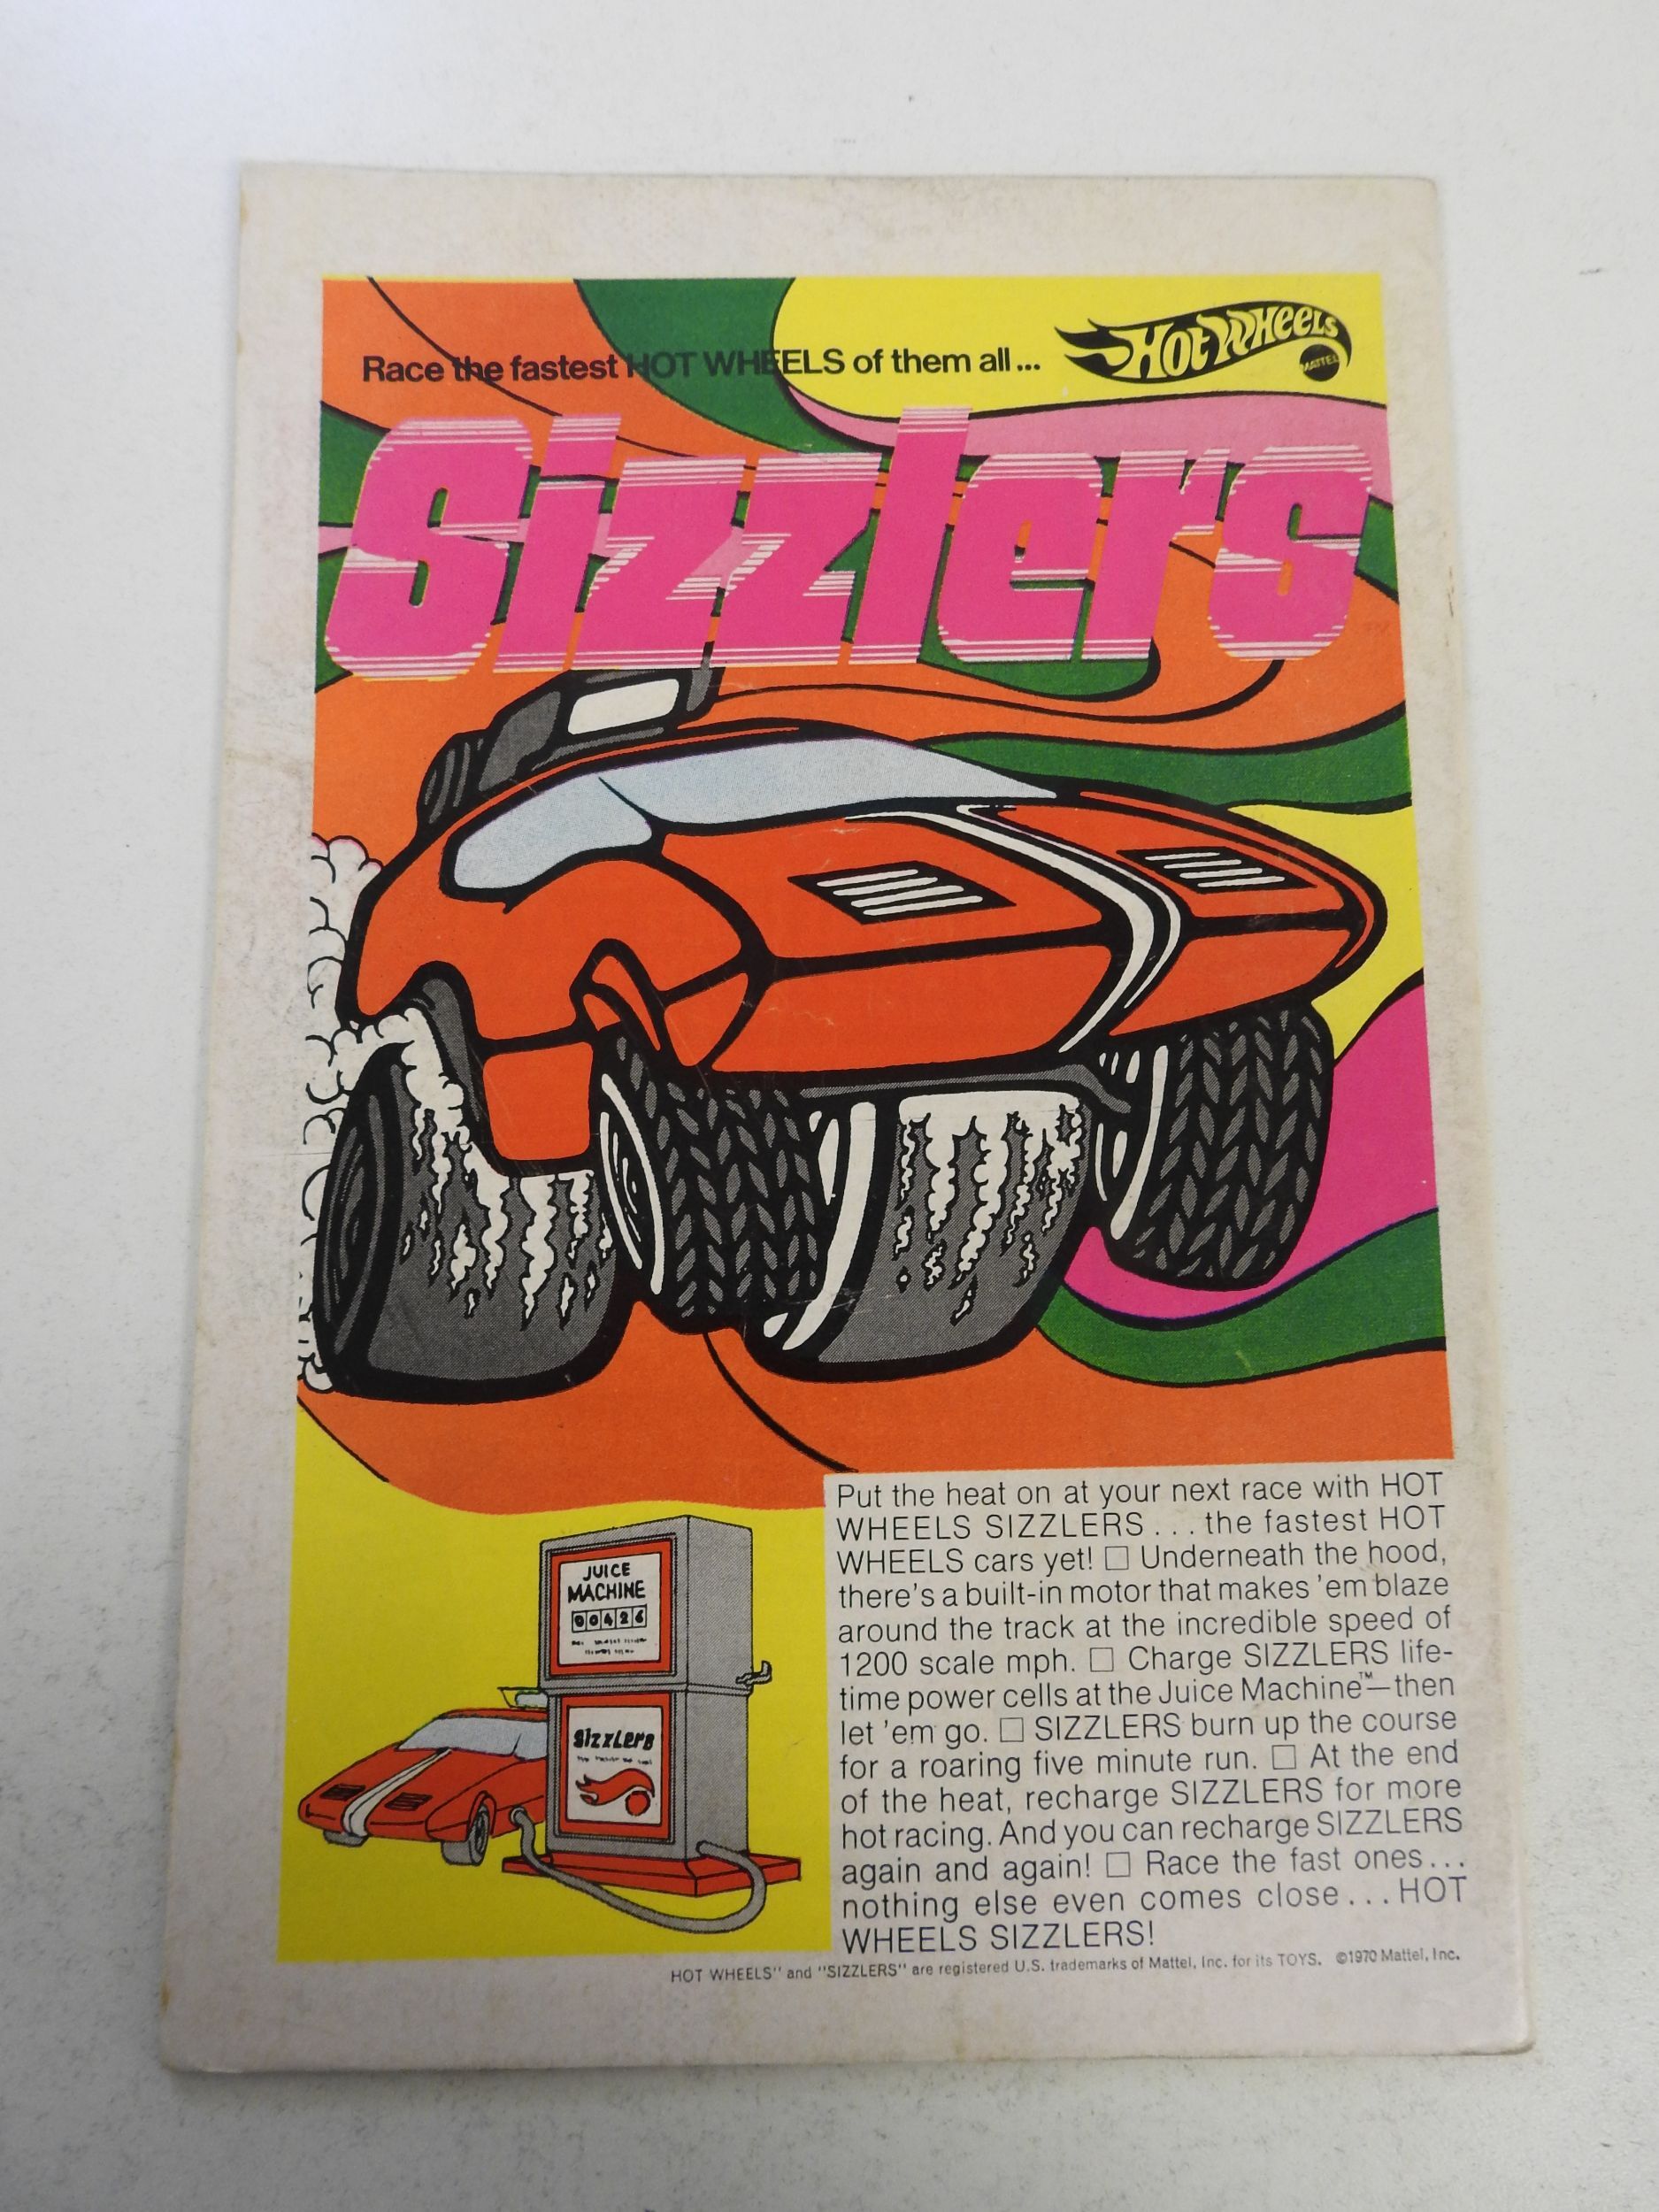 Race the fastest HOT WHEELS of them all...
Hot Wheels
MATTEL
Sizzlers
Put the heat on at your next race with HOT
WHEELS SIZZLERS... the fastest HOT
WHEELS cars yet! □ Underneath the hood,
there's a built-in motor that makes 'em blaze
around the track at the incredible speed of
1200 scale mph. □ Charge SIZZLERS life-
time power cells at the Juice Machine™—then
let 'em go. □ SIZZLERS burn up the course
for a roaring five minute run. □ At the end
of the heat, recharge SIZZLERS for more
hot racing. And you can recharge SIZZLERS
again and again! □ Race the fast ones...
nothing else even comes close... HOT
WHEELS SIZZLERS!
JUICE
MACHINE
00426
Sizzlers
HOT WHEELS" and "SIZZLERS" are registered U.S. trademarks of Mattel, Inc. for its TOYS. ©1970 Mattel, Inc.